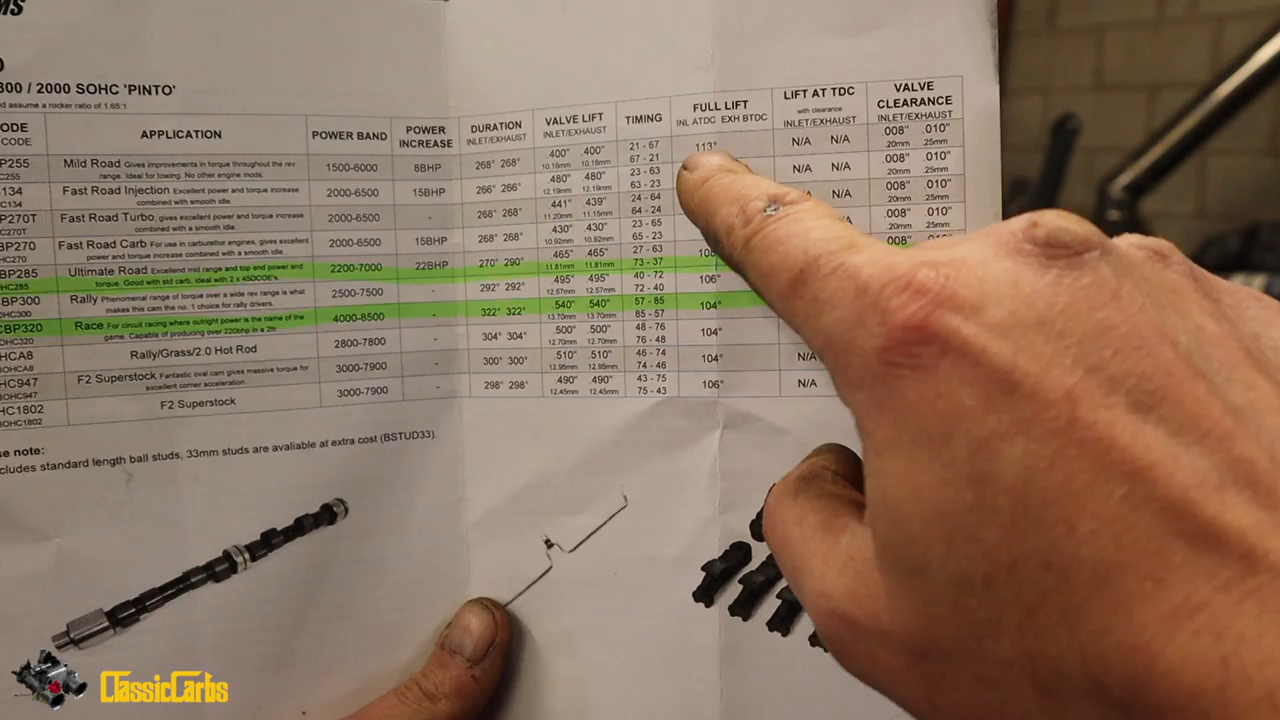 MS
0
300 / 2000 SOHC 'PINTO'
d assume a rocker ratio of 1.65:1
ODE
CODE
APPLICATION
POWER BAND
POWER
INCREASE
DURATION
INLET/EXHAUST
VALVE LIFT
INLET/EXHAUST
TIMING
FULL LIFT
INL ATDC EXH BTDC
LIFT AT TDC
with clearance
INLET/EXHAUST
VALVE
CLEARANCE
INLET/EXHAUST
P255
C255
Mild Road Gives improvements in torque throughout the rev
range. Ideal for towing. No other engine mods.
1500-6000
8BHP
268° 268°
.400" .400"
10.16mm 10.16mm
21 - 67
67 - 21
113°
N/A N/A
.008" .010"
.20mm .25mm
134
C134
Fast Road Injection Excellent power and torque increase
combined with smooth idle.
2000-6500
15BHP
266° 266°
.480" .480"
12.19mm 12.19mm
23 - 63
63 - 23
N/A N/A
.008" .010"
.20mm .25mm
P270T
C270T
Fast Road Turbo, gives excellent power and torque increase
combined with smooth idle.
2000-6500
-
268° 268°
.441" .439"
11.20mm 11.15mm
24 - 64
64 - 24
N/A
.008" .010"
.20mm .25mm
BP270
HC270
Fast Road Carb For use in carburettor engines, gives excellent
power and torque increase combined with a smooth idle.
2000-6500
15BHP
268° 268°
.430" .430"
10.92mm 10.92mm
23 - 65
65 - 23
.008" .010"
.20mm .25mm
BP285
HC285
Ultimate Road Excellend mid range and top end power and
torque. Good with std carb, ideal with 2 x 45DCOE's.
2200-7000
22BHP
270° 290°
.465" .465"
11.81mm 11.81mm
27 - 63
73 - 37
108°
.008" .010"
BP300
OHC300
Rally Phenomenal range of torque over a wide rev range is what
makes this cam the no. 1 choice for rally drivers.
2500-7500
-
292° 292°
.495" .495"
12.57mm 12.57mm
40 - 72
72 - 40
106°
CBP320
OHC320
Race For circuit racing where outright power is the name of the
game. Capable of producing over 220bhp in a 2ltr
4000-8500
-
322° 322°
.540" .540"
13.70mm 13.70mm
57 - 85
85 - 57
104°
HCA8
OHCA8
Rally/Grass/2.0 Hot Rod
2800-7800
-
304° 304°
.500" .500"
12.70mm 12.70mm
48 - 76
76 - 48
104°
HC947
OHC947
F2 Superstock Fantastic oval cam gives massive torque for
excellent corner acceleration.
3000-7900
-
300° 300°
.510" .510"
12.95mm 12.95mm
46 - 74
74 - 46
104°
N/A
HC1802
BOHC1802
F2 Superstock
3000-7900
-
298° 298°
.490" .490"
12.45mm 12.45mm
43 - 75
75 - 43
106°
N/A
se note:
cludes standard length ball studs, 33mm studs are avaliable at extra cost (BSTUD33).
ClassicCarbs